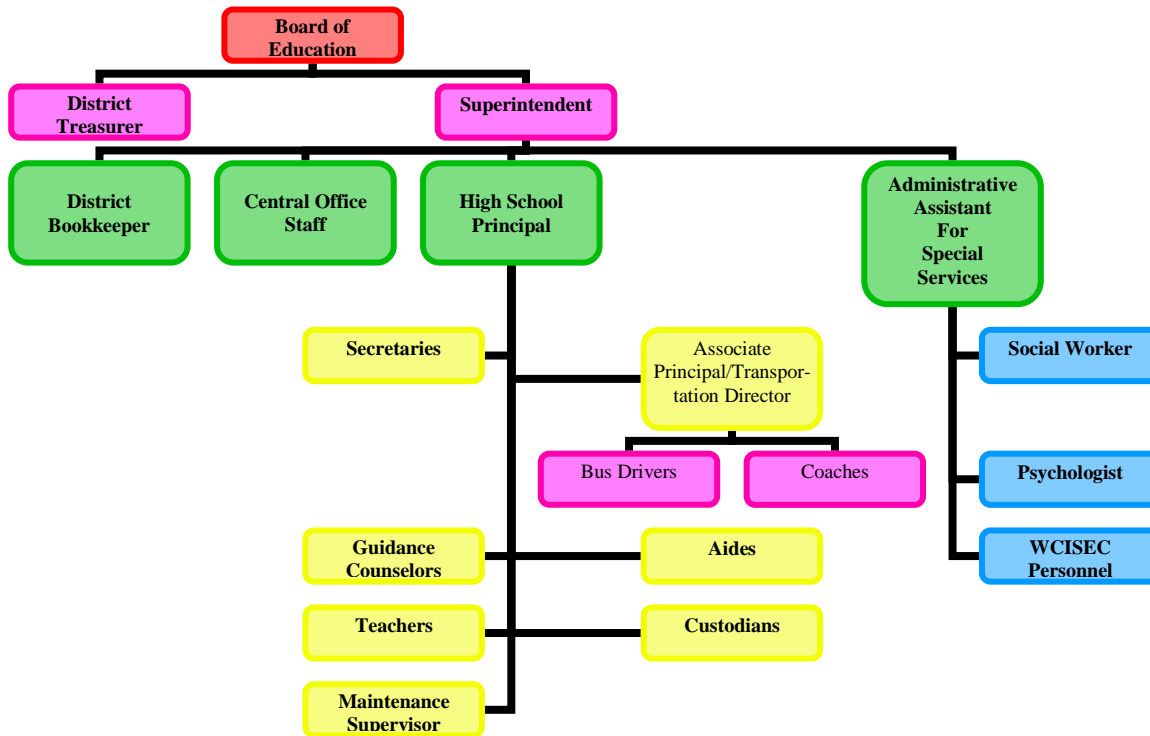 Board of
Education
District
Treasurer
Superintendent
District
Bookkeeper
Central Office
Staff
High School
Principal
Administrative
Assistant
For
Special
Services
Secretaries
Associate
Principal/Transpor-
tation Director
Social Worker
Bus Drivers
Coaches
Psychologist
Guidance
Counselors
Aides
WCISEC
Personnel
Teachers
Custodians
Maintenance
Supervisor